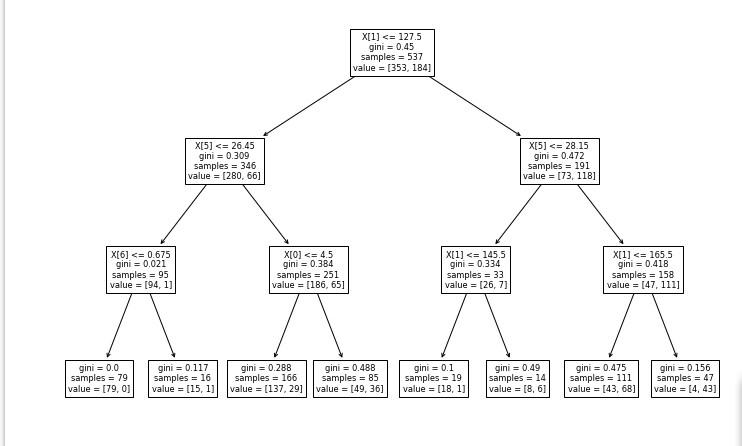 X[1] <= 127.5
gini = 0.45
samples = 537
value = [353, 184]
X[5] <= 26.45
gini = 0.309
samples = 346
value = [280, 66]
X[5] <= 28.15
gini = 0.472
samples = 191
value = [73, 118]
X[6] <= 0.675
gini = 0.021
samples = 95
value = [94, 1]
X[0] <= 4.5
gini = 0.384
samples = 251
value = [186, 65]
X[1] <= 145.5
gini = 0.334
samples = 33
value = [26, 7]
X[1] <= 165.5
gini = 0.418
samples = 158
value = [47, 111]
gini = 0.0
samples = 79
value = [79, 0]
gini = 0.117
samples = 16
value = [15, 1]
gini = 0.288
samples = 166
value = [137, 29]
gini = 0.488
samples = 85
value = [49, 36]
gini = 0.1
samples = 19
value = [18, 1]
gini = 0.49
samples = 14
value = [8, 6]
gini = 0.475
samples = 111
value = [43, 68]
gini = 0.156
samples = 47
value = [4, 43]